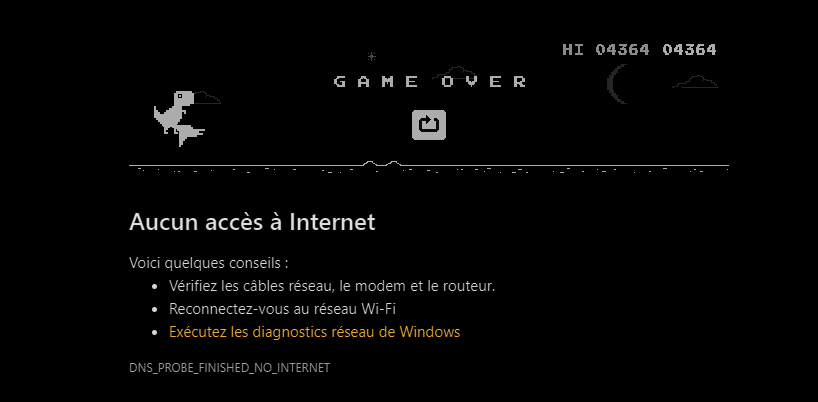 HI 04364 04364
GAME OVER
Aucun accès à Internet
Voici quelques conseils :
Vérifiez les câbles réseau, le modem et le routeur.
Reconnectez-vous au réseau Wi-Fi
Exécutez les diagnostics réseau de Windows
DNS_PROBE_FINISHED_NO_INTERNET